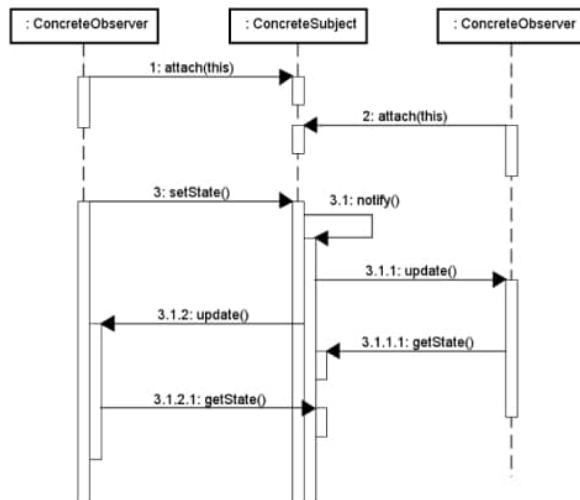 : ConcreteObserver
: ConcreteSubject
: ConcreteObserver
1: attach(this)
2: attach(this)
3: setState()
3.1: notify()
3.1.1: update()
3.1.2: update()
3.1.1.1: getState()
3.1.2.1: getState()